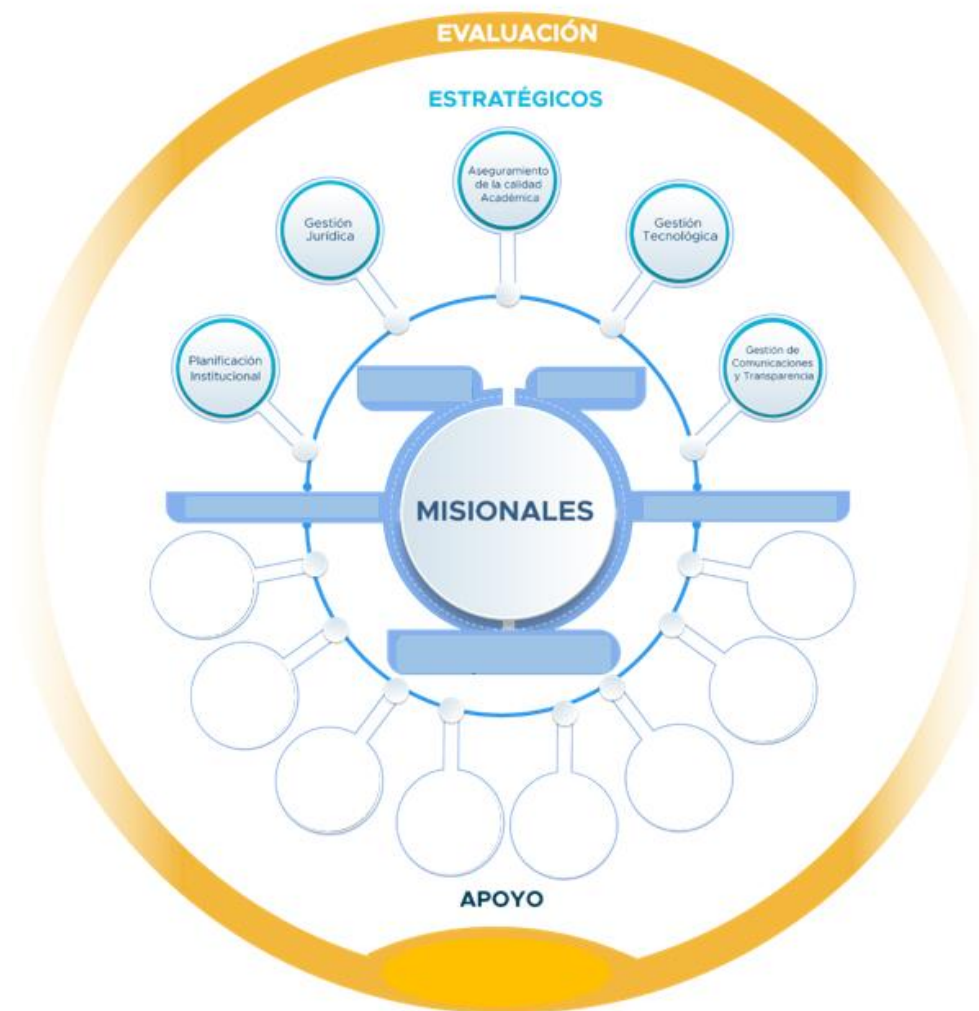 EVALUACIÓN
ESTRATÉGICOS
Aseguramiento
de la calidad
Académica
Gestión
Jurídica
Gestión
Tecnológica
Planificación
Institucional
Gestión de
Comunicaciones
y Transparencia
MISIONALES
APOYO